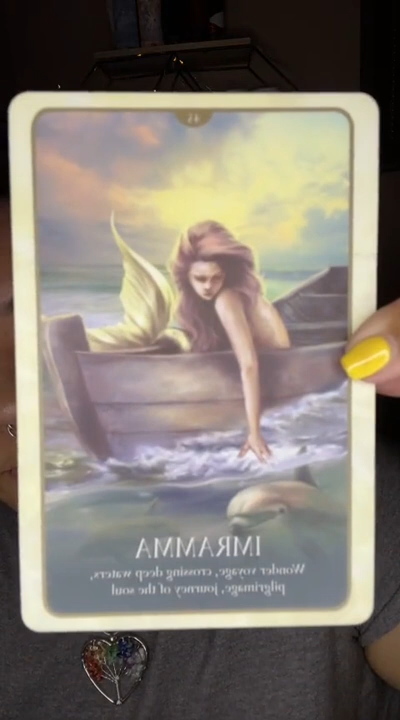 IMRAMMA
Wonder voyage, crossing deep waters,
pilgrimage, journey of the soul